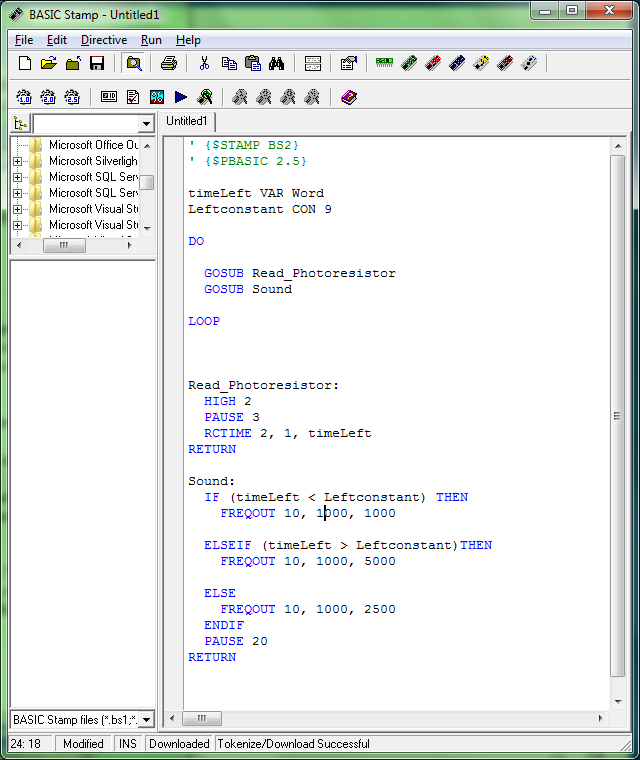 BASIC Stamp - Untitled1
File Edit Directive Run Help
Untitled1
Microsoft Office Ou
Microsoft Silverligh
Microsoft SQL Serv
Microsoft SQL Serv
Microsoft Visual Stu
Microsoft Visual Stu
' {$STAMP BS2}
' {$PBASIC 2.5}
timeLeft VAR Word
Leftconstant CON 9
DO
GOSUB Read_Photoresistor
GOSUB Sound
LOOP
Read_Photoresistor:
HIGH 2
PAUSE 3
RCTIME 2, 1, timeLeft
RETURN
Sound:
IF (timeLeft < Leftconstant) THEN
FREQOUT 10, 1000, 1000
ELSEIF (timeLeft > Leftconstant)THEN
FREQOUT 10, 1000, 5000
ELSE
FREQOUT 10, 1000, 2500
ENDIF
PAUSE 20
RETURN
BASIC Stamp files (*.bs1;*.
24: 18 Modified INS Downloaded Tokenize/Download Successful